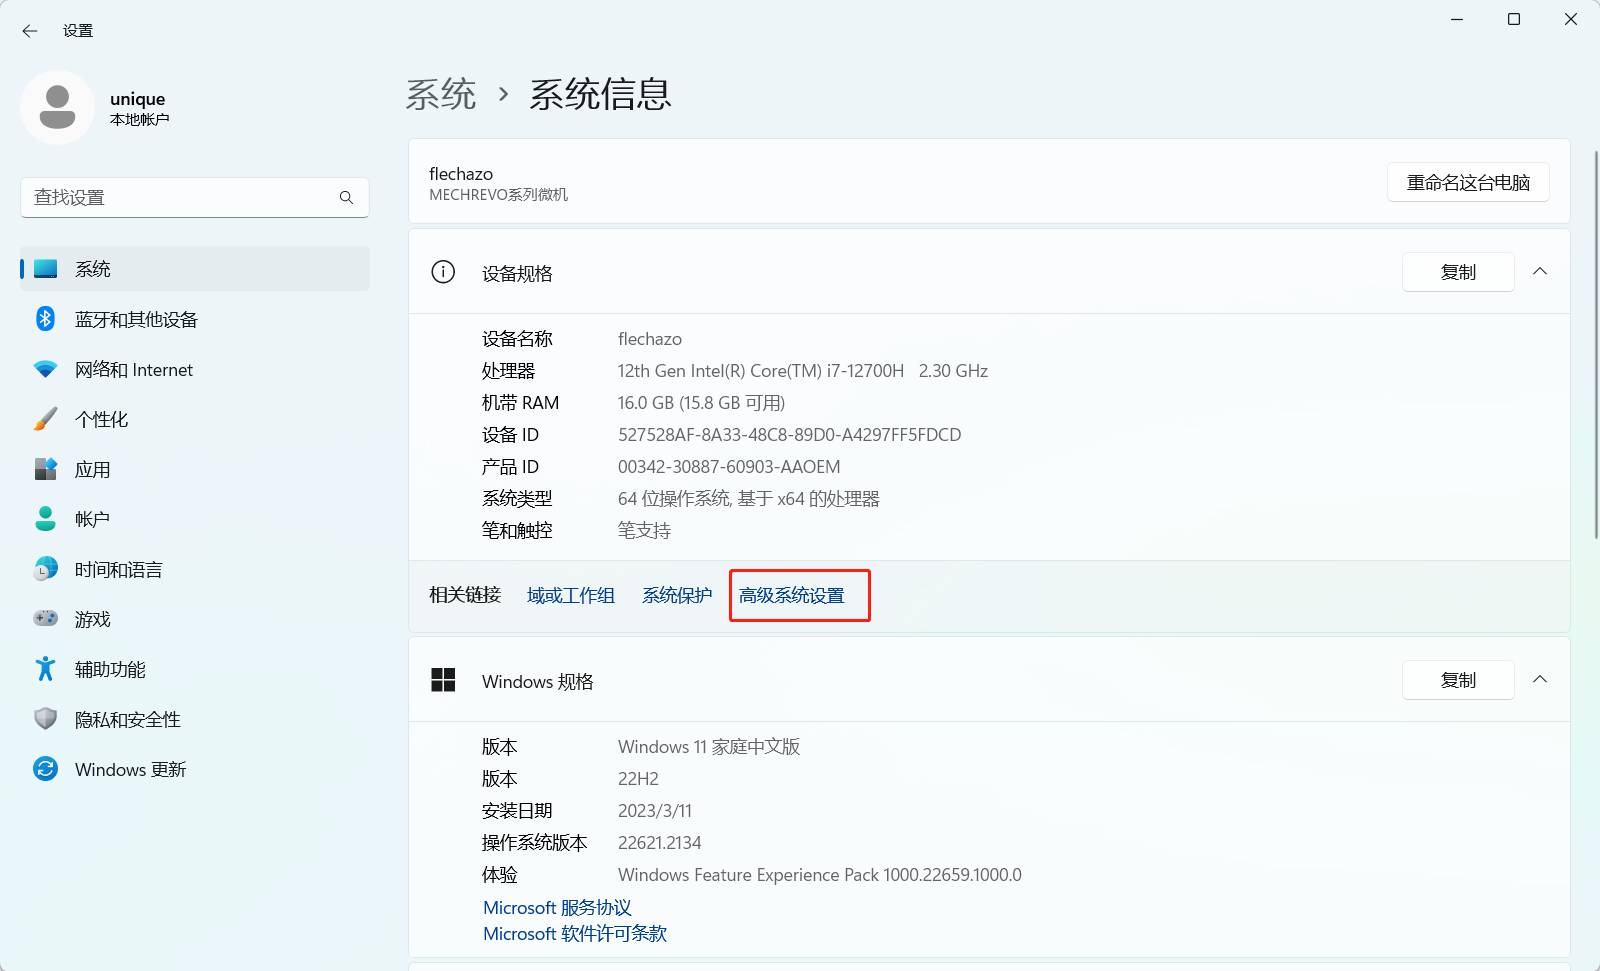 设置
unique
本地帐户
查找设置
系统
蓝牙和其他设备
网络和 Internet
个性化
应用
帐户
时间和语言
游戏
辅助功能
隐私和安全性
Windows 更新
系统 › 系统信息
flechazo
MECHREVO系列微机
重命名这台电脑
设备规格
复制
设备名称 flechazo
处理器 12th Gen Intel(R) Core(TM) i7-12700H 2.30 GHz
机带 RAM 16.0 GB (15.8 GB 可用)
设备 ID 527528AF-8A33-48C8-89D0-A4297FF5FDCD
产品 ID 00342-30887-60903-AAOEM
系统类型 64 位操作系统, 基于 x64 的处理器
笔和触控 笔支持
相关链接 域或工作组 系统保护 高级系统设置
Windows 规格
复制
版本 Windows 11 家庭中文版
版本 22H2
安装日期 2023/3/11
操作系统版本 22621.2134
体验 Windows Feature Experience Pack 1000.22659.1000.0
Microsoft 服务协议
Microsoft 软件许可条款